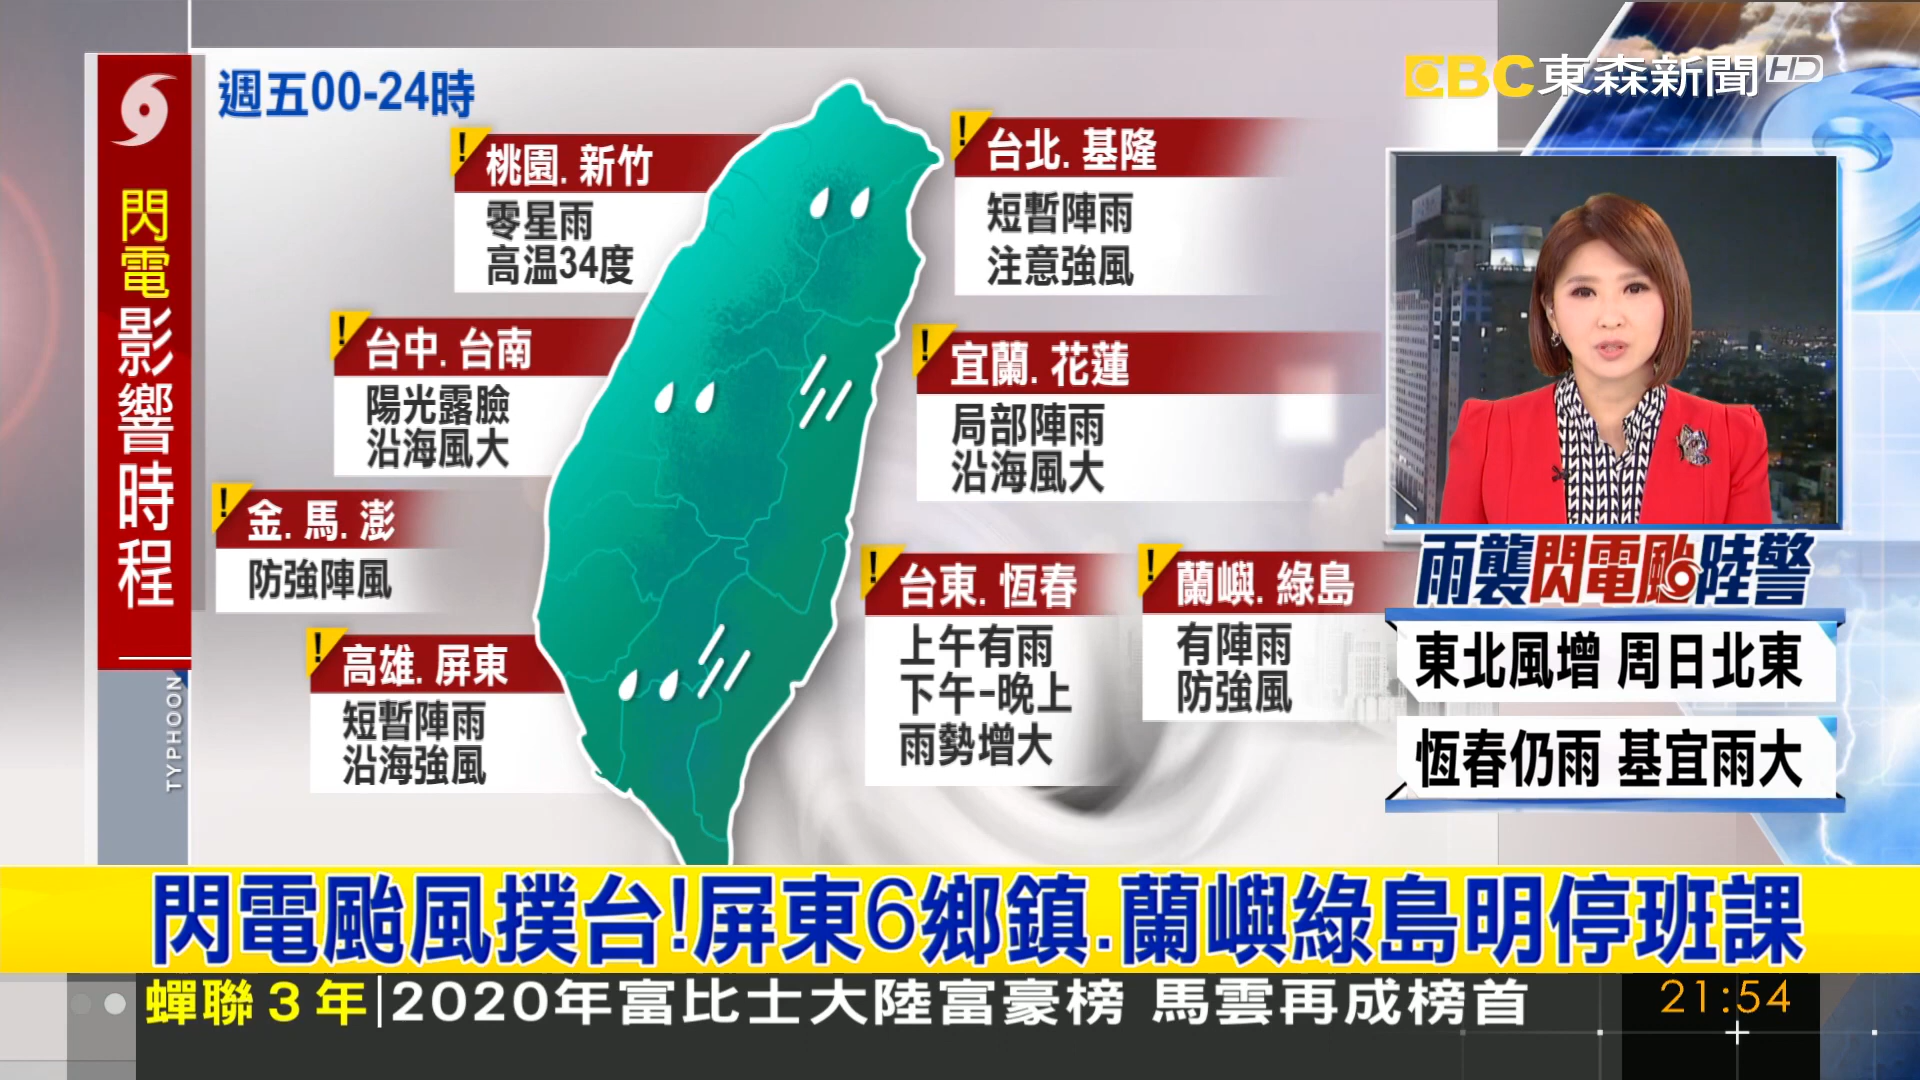 週五00-24時
EBC東森新聞HD
閃電影響時程
TYPHOON
桃園.新竹
零星雨
高溫34度
台北.基隆
短暫陣雨
注意強風
台中.台南
陽光露臉
沿海風大
宜蘭.花蓮
局部陣雨
沿海風大
金.馬.澎
防強陣風
台東.恆春
上午有雨
下午-晚上
雨勢增大
蘭嶼.綠島
有陣雨
防強風
高雄.屏東
短暫陣雨
沿海強風
雨襲閃電颱陸警
東北風增 周日北東
恆春仍雨 基宜雨大
閃電颱風撲台!屏東6鄉鎮.蘭嶼綠島明停班課
蟬聯3年|2020年富比士大陸富豪榜 馬雲再成榜首
21:54